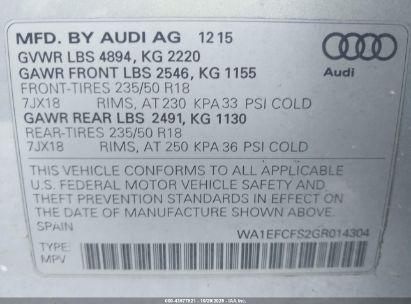 MFD. BY AUDI AG 12 15
GVWR LBS 4894, KG 2220
GAWR FRONT LBS 2546, KG 1155
FRONT-TIRES 235/50 R18
7JX18 RIMS, AT 230 KPA 33 PSI COLD
GAWR REAR LBS 2491, KG 1130
REAR-TIRES 235/50 R18
7JX18 RIMS, AT 250 KPA 36 PSI COLD
Audi
THIS VEHICLE CONFORMS TO ALL APPLICABLE
U.S. FEDERAL MOTOR VEHICLE SAFETY AND
THEFT PREVENTION STANDARDS IN EFFECT ON
THE DATE OF MANUFACTURE SHOWN ABOVE.
SPAIN WA1EFCFS2GR014304
TYPE:
MPV